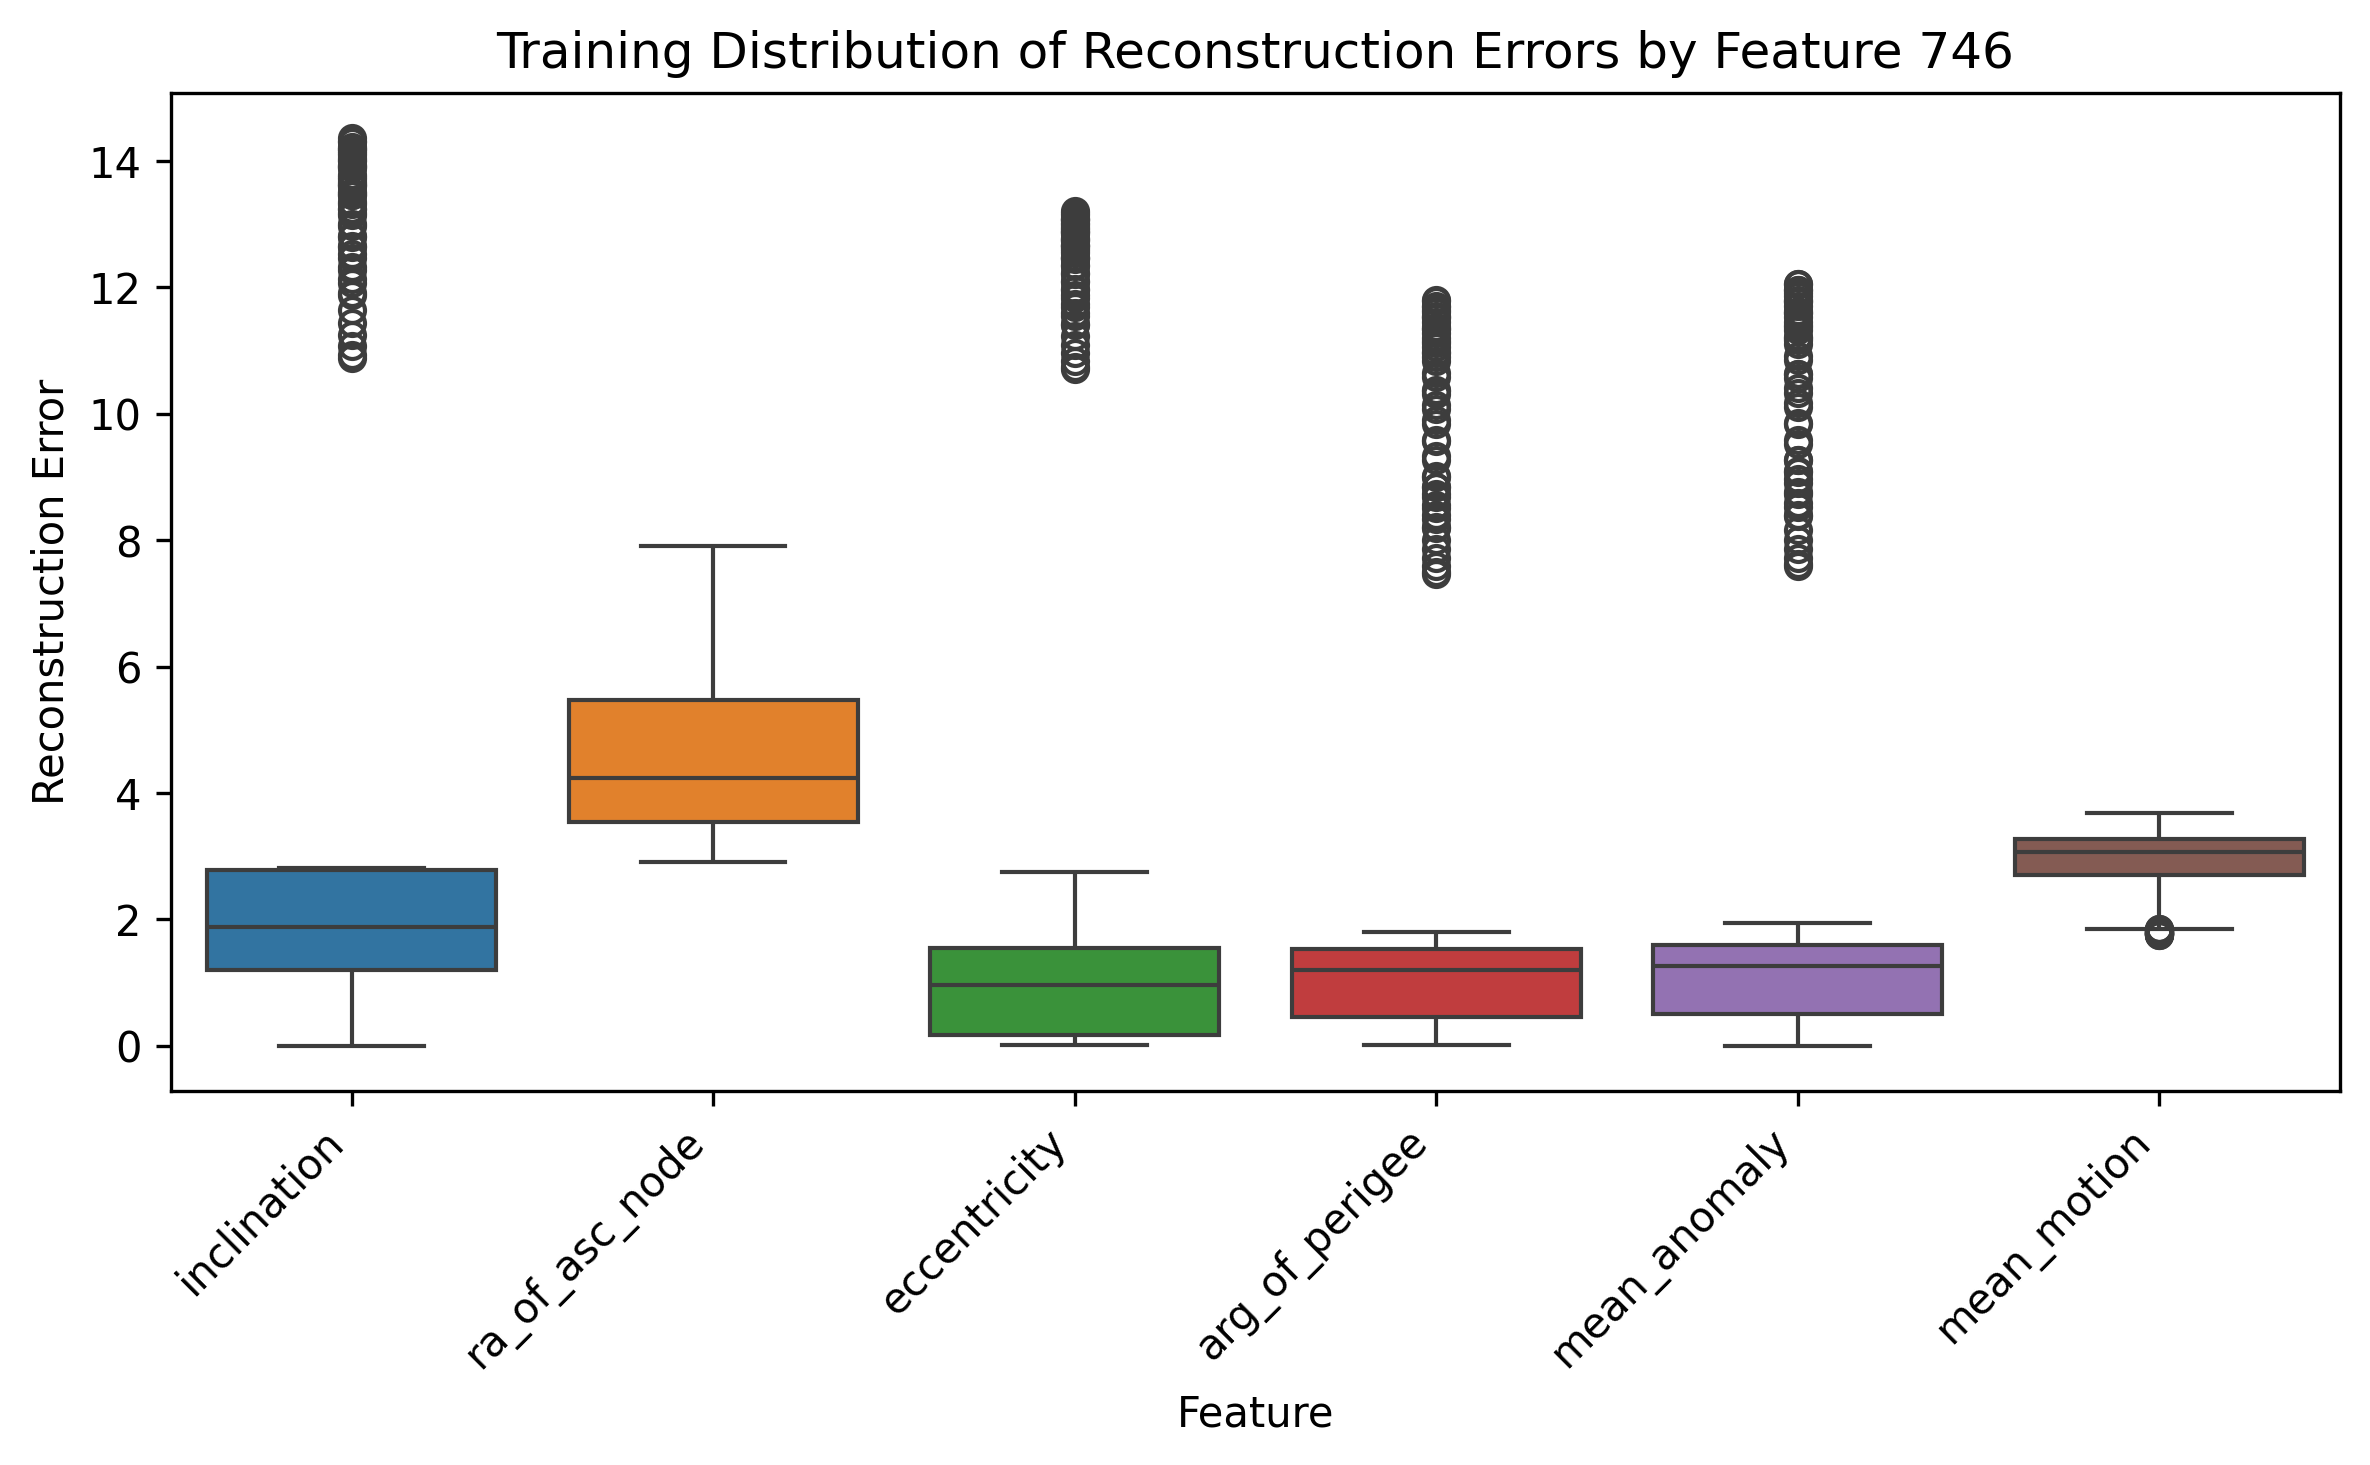 Training Distribution of Reconstruction Errors by Feature 746
Reconstruction Error
14
12
10
8
6
4
2
0
inclination
ra_of_asc_node
eccentricity
arg_of_perigee
mean_anomaly
mean_motion
Feature